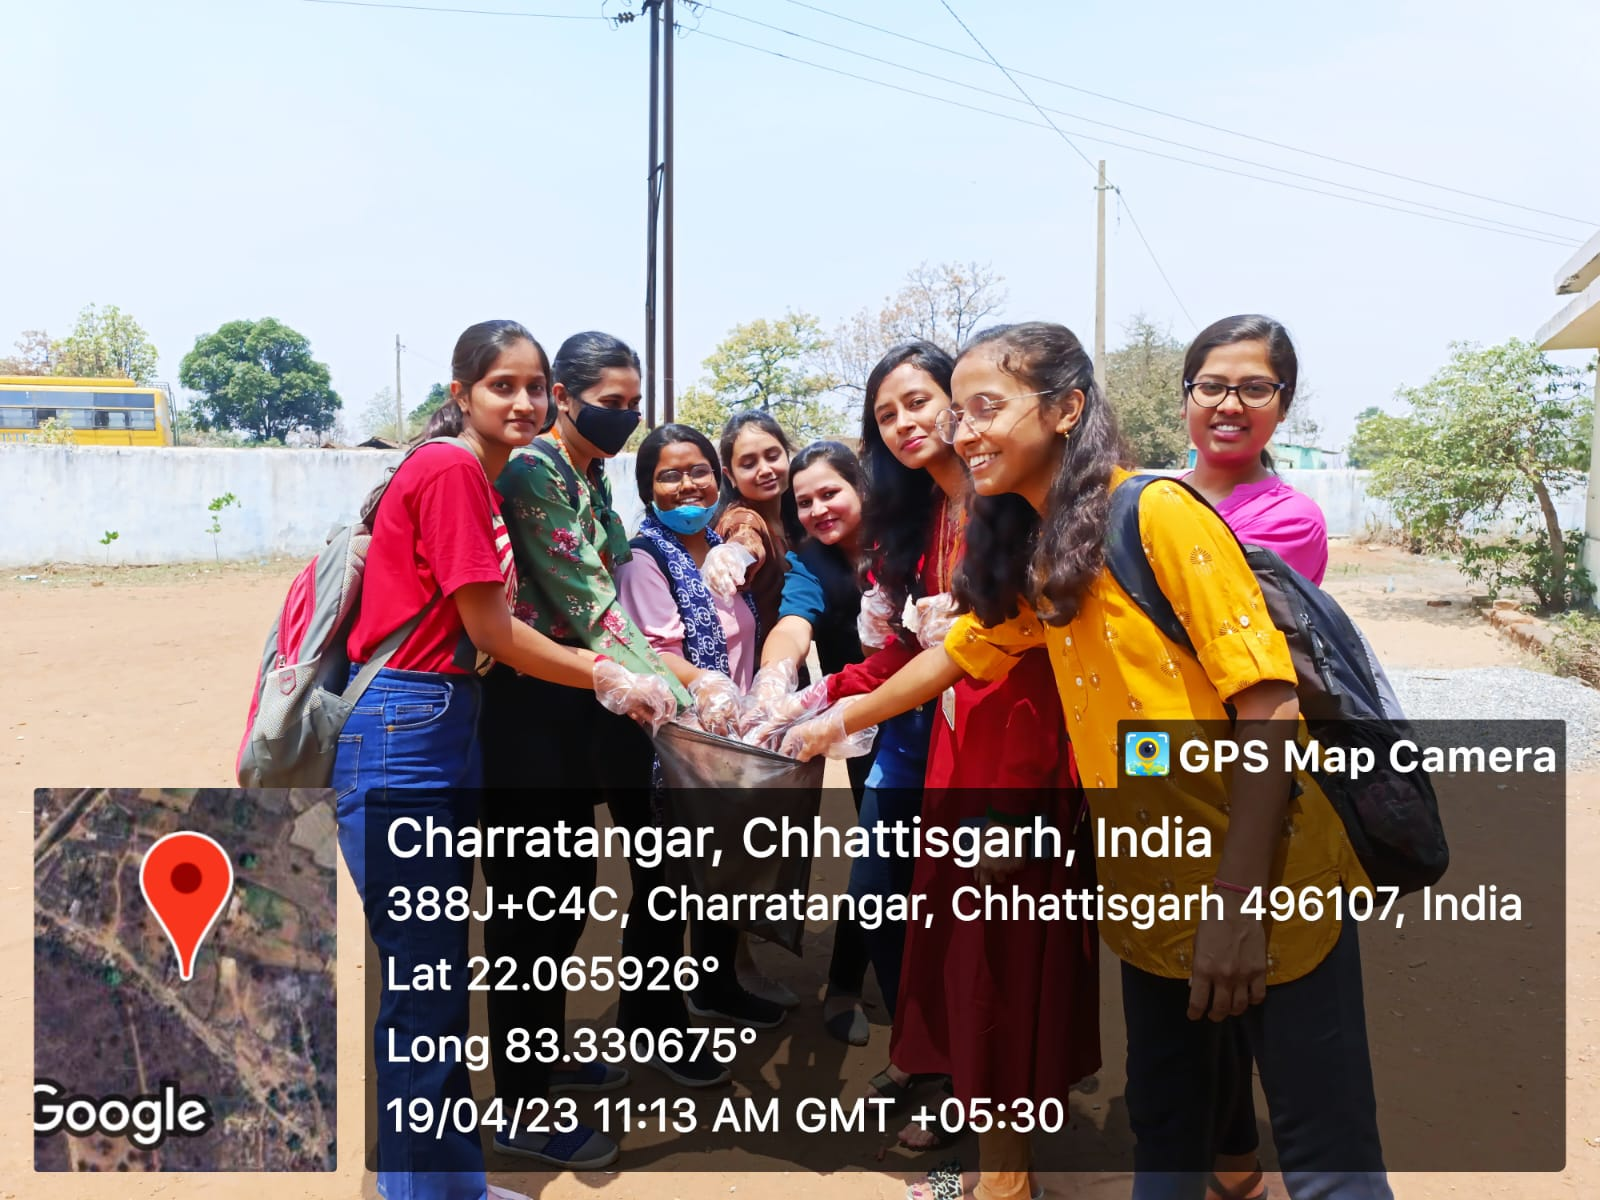 GPS Map Camera
Charratangar, Chhattisgarh, India
388J+C4C, Charratangar, Chhattisgarh 496107, India
Lat 22.065926°
Long 83.330675°
19/04/23 11:13 AM GMT +05:30
Google